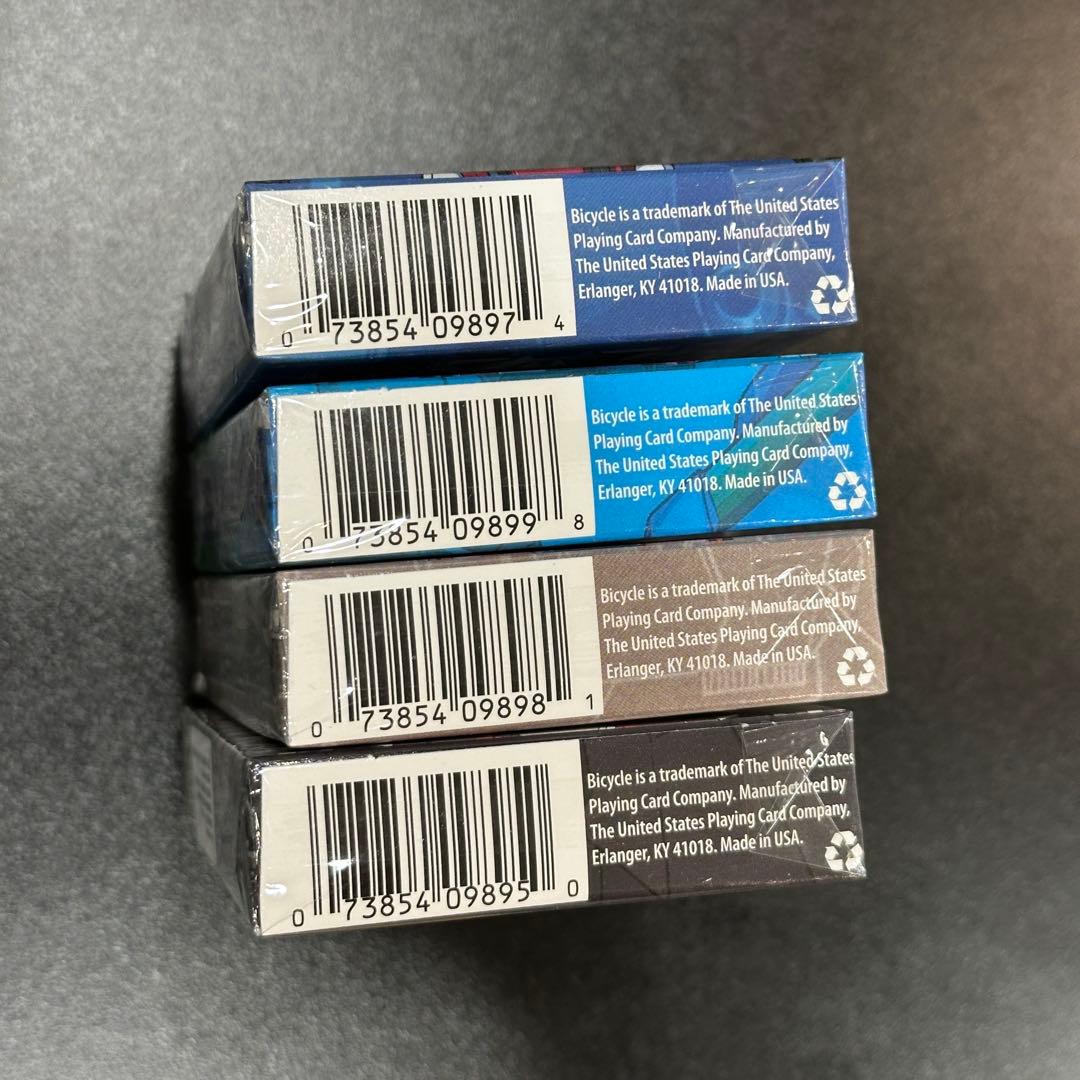 0 73854 09897 4
Bicycle is a trademark of The United States
Playing Card Company. Manufactured by
The United States Playing Card Company,
Erlanger, KY 41018. Made in USA.
0 73854 09899 8
Bicycle is a trademark of The United States
Playing Card Company. Manufactured by
The United States Playing Card Company,
Erlanger, KY 41018. Made in USA.
0 73854 09898 1
Bicycle is a trademark of The United States
Playing Card Company. Manufactured by
The United States Playing Card Company,
Erlanger, KY 41018. Made in USA.
0 73854 09895 0
Bicycle is a trademark of The United States
Playing Card Company. Manufactured by
The United States Playing Card Company,
Erlanger, KY 41018. Made in USA.